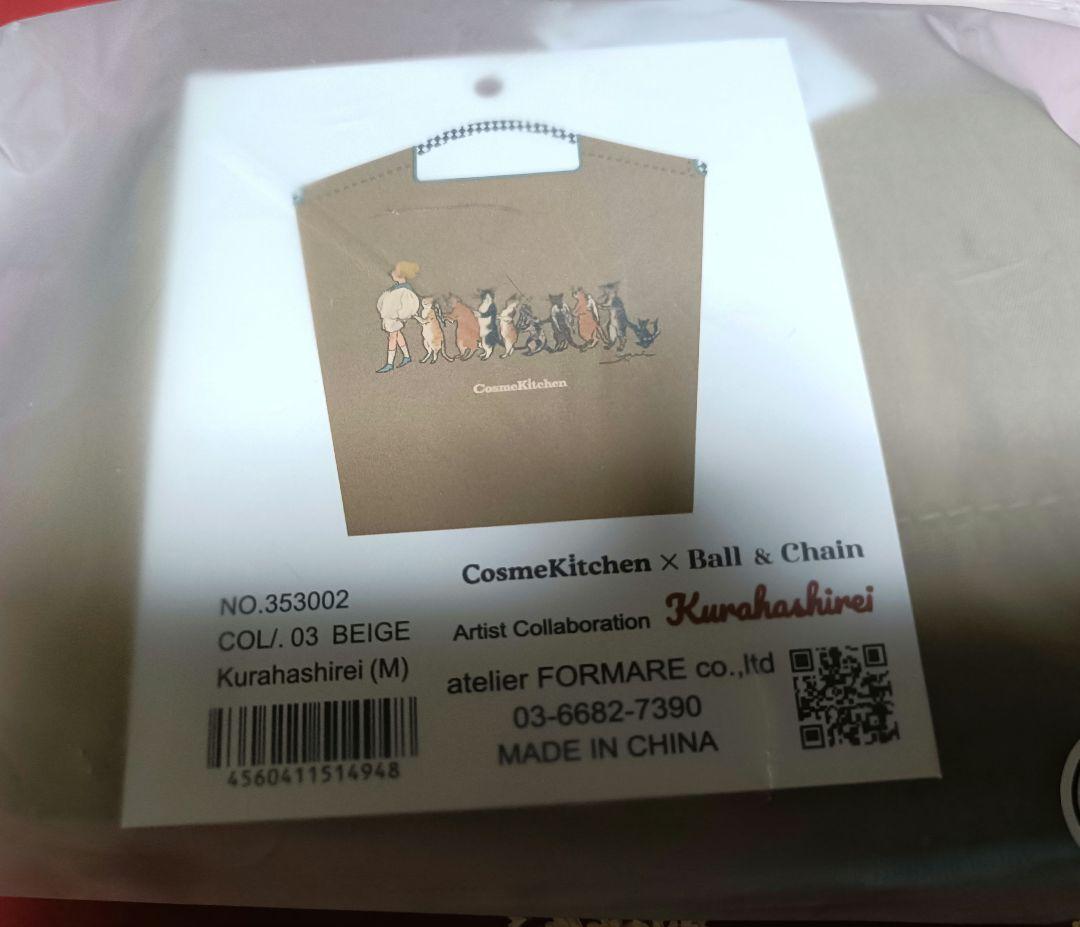 CosmeKitchen
CosmeKitchen × Ball & Chain
Artist Collaboration Kurahashirei
NO.353002
COL/. 03 BEIGE
Kurahashirei (M)
4560411514948
atelier FORMARE co.,ltd
03-6682-7390
MADE IN CHINA